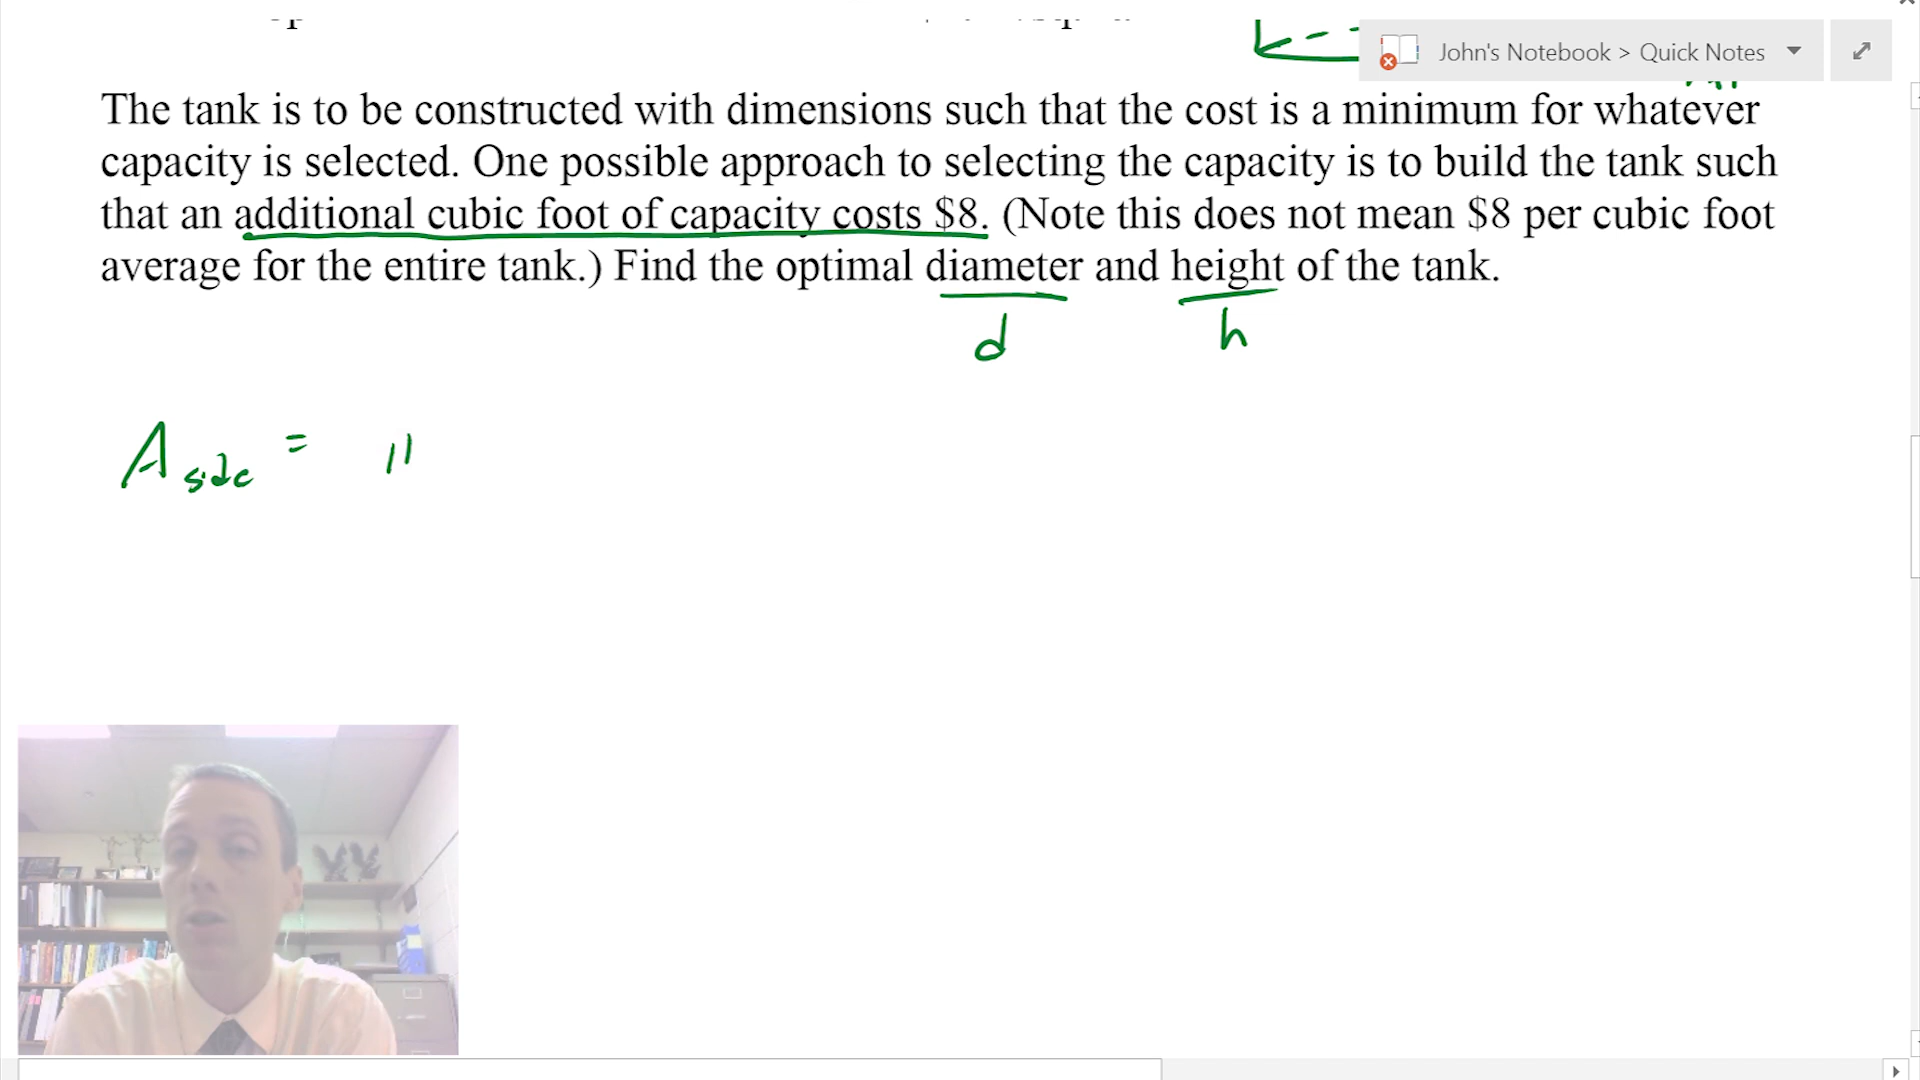 John's Notebook > Quick Notes
The tank is to be constructed with dimensions such that the cost is a minimum for whatever
capacity is selected. One possible approach to selecting the capacity is to build the tank such
that an additional cubic foot of capacity costs $8. (Note this does not mean $8 per cubic foot
average for the entire tank.) Find the optimal diameter and height of the tank.
d h
A side =